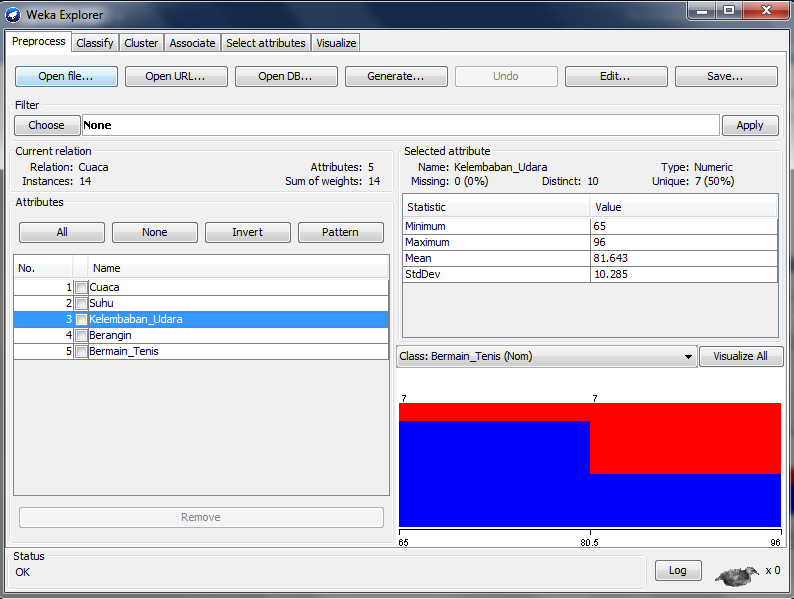 Weka Explorer
Preprocess Classify Cluster Associate Select attributes Visualize
Open file... Open URL... Open DB... Generate... Undo Edit... Save...
Filter
Choose None Apply
Current relation
Relation: Cuaca Attributes: 5
Instances: 14 Sum of weights: 14
Attributes
All None Invert Pattern
No. Name
1 Cuaca
2 Suhu
3 Kelembaban_Udara
4 Berangin
5 Bermain_Tenis
Remove
Selected attribute
Name: Kelembaban_Udara Type: Numeric
Missing: 0 (0%) Distinct: 10 Unique: 7 (50%)
Statistic Value
Minimum 65
Maximum 96
Mean 81.643
StdDev 10.285
Class: Bermain_Tenis (Nom) Visualize All
7 7
65 80.5 96
Status
OK Log x 0